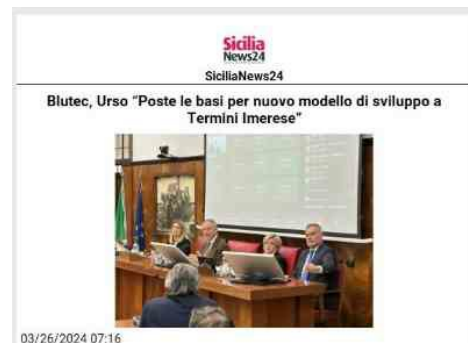 Sicilia
News24
SiciliaNews24
Blutec, Urso “Poste le basi per nuovo modello di sviluppo a
Termini Imerese”
03/26/2024 07:16